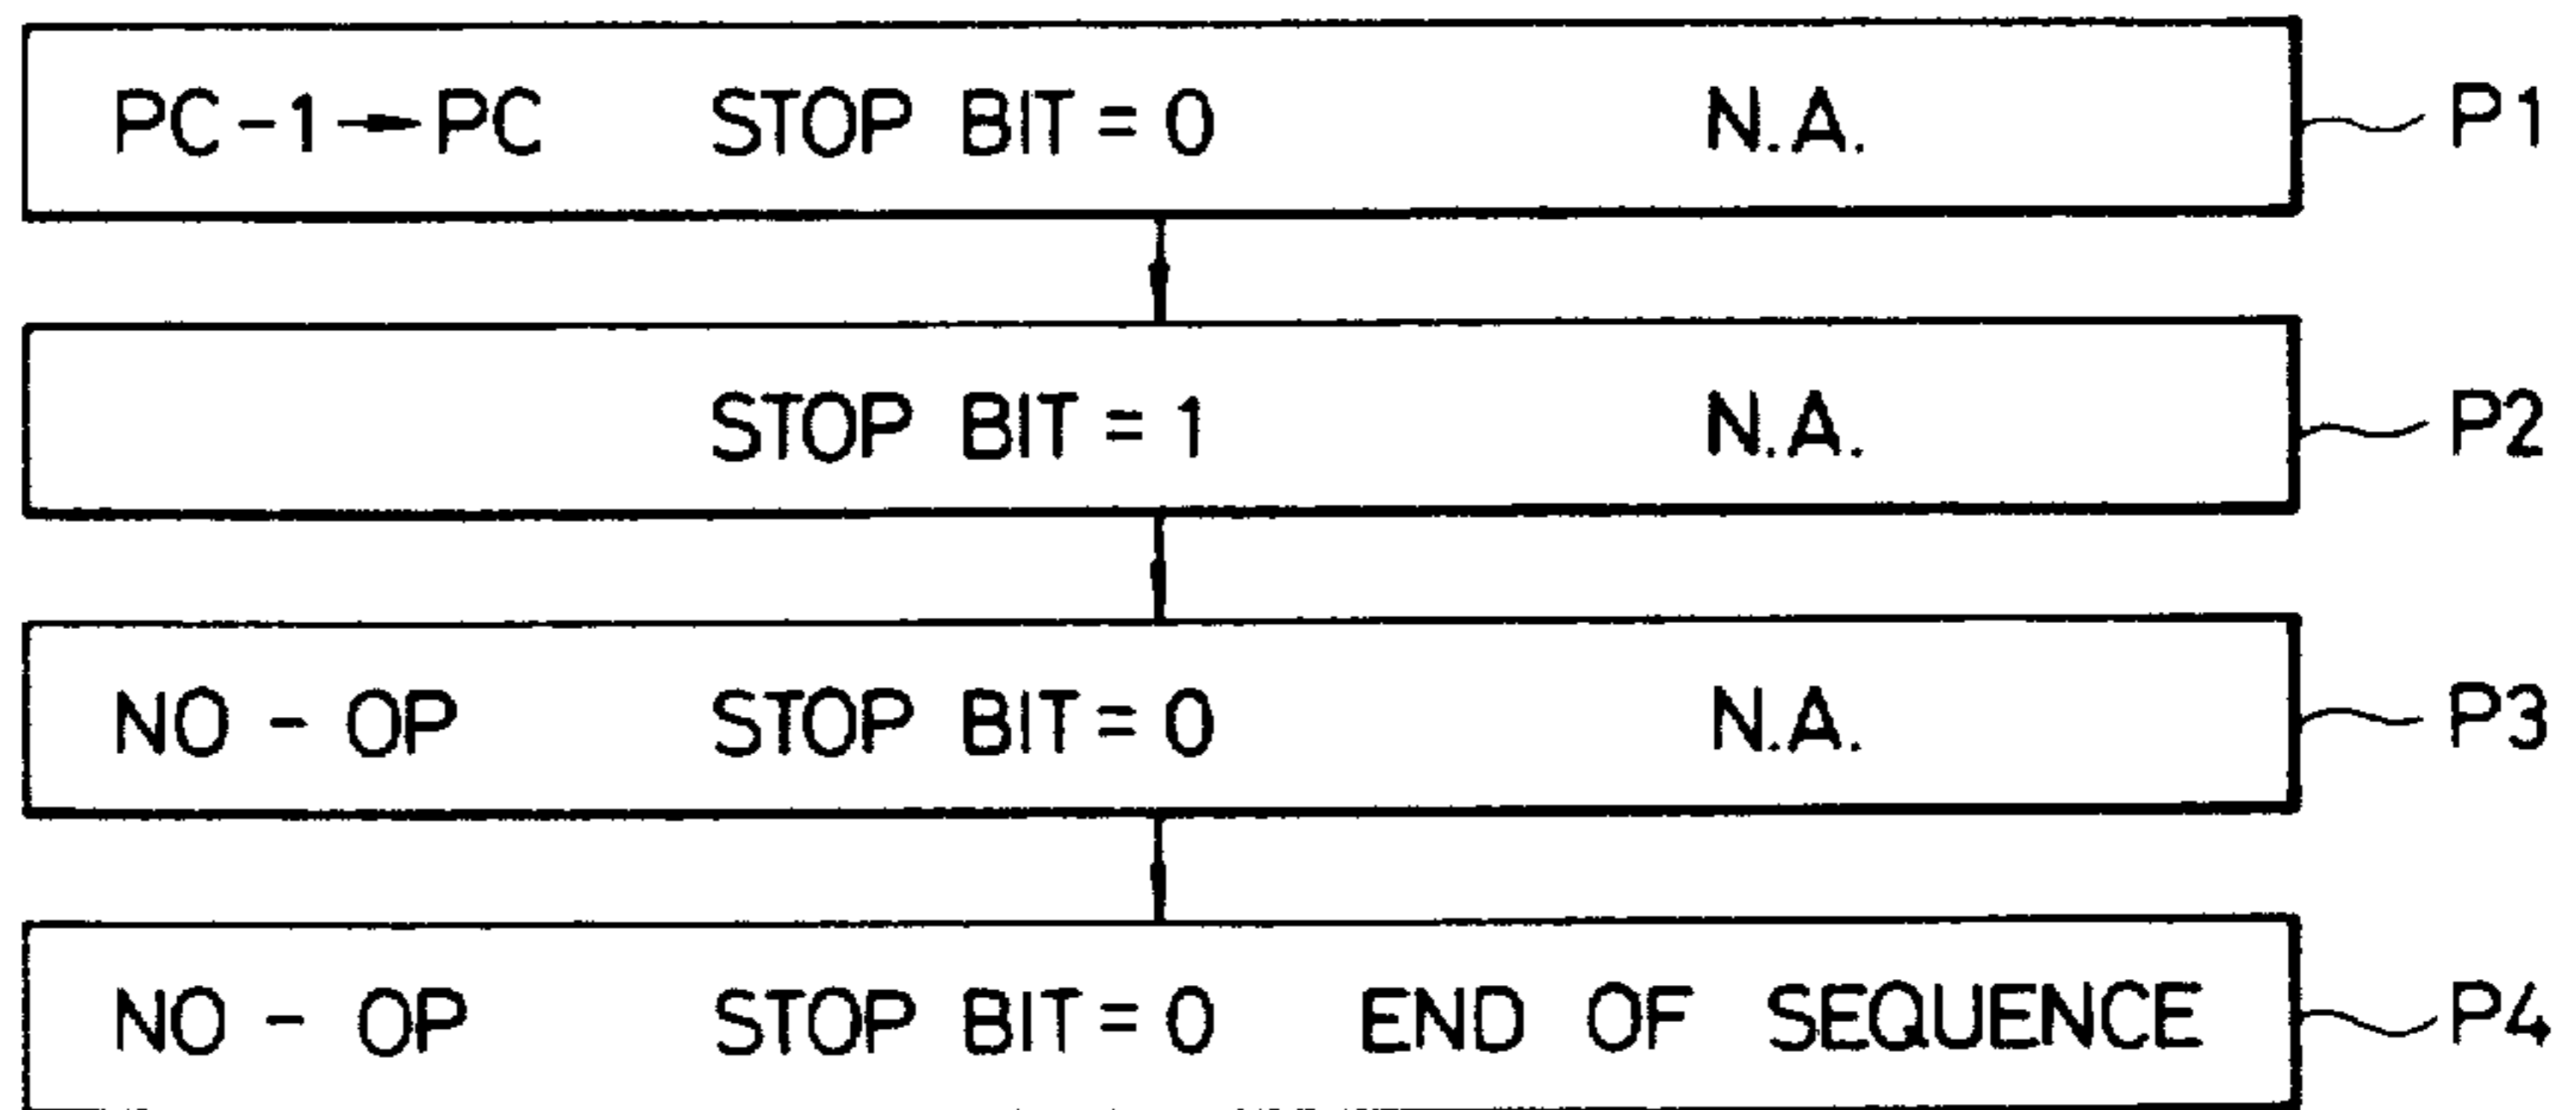 PC-1→PC STOP BIT = 0 N.A. P1
STOP BIT = 1 N.A. P2
NO - OP STOP BIT = 0 N.A. P3
NO - OP STOP BIT = 0 END OF SEQUENCE P4